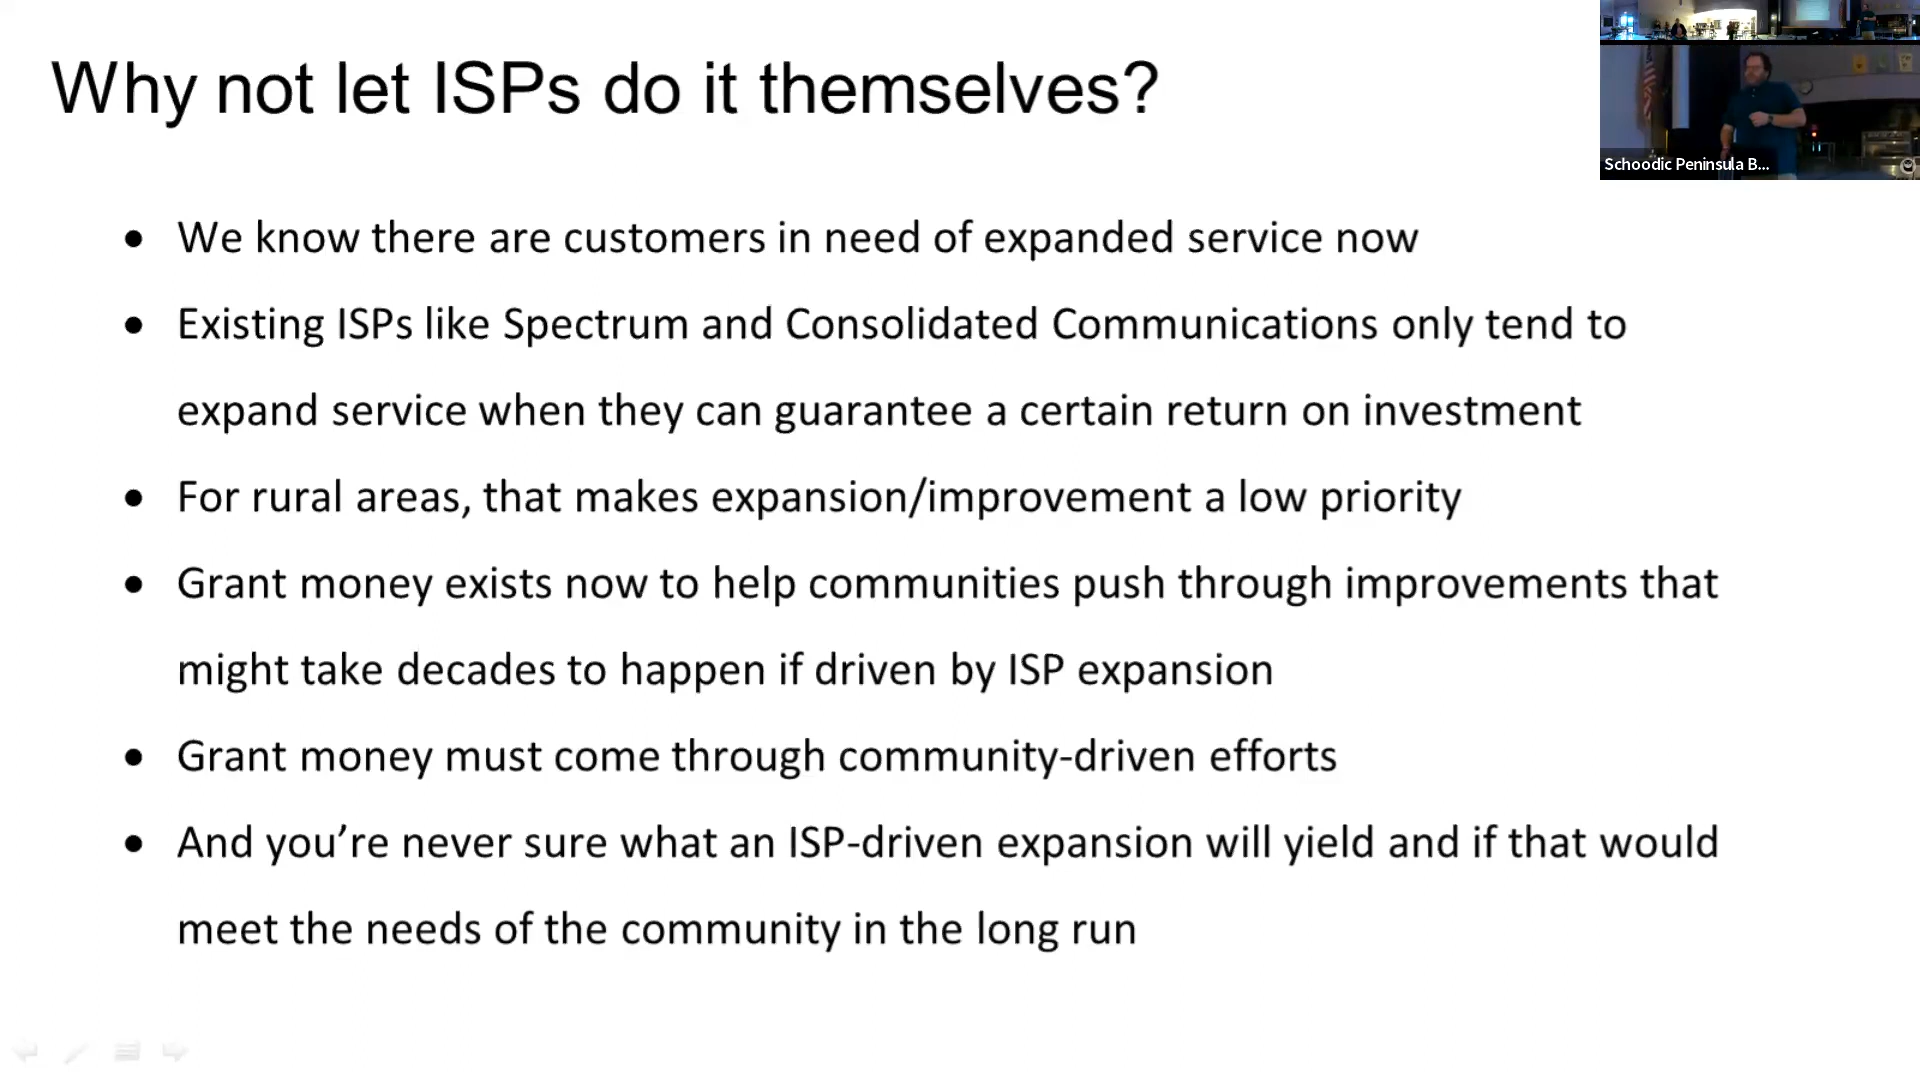 Why not let ISPs do it themselves?
Schoodic Peninsula B...
• We know there are customers in need of expanded service now
• Existing ISPs like Spectrum and Consolidated Communications only tend to
expand service when they can guarantee a certain return on investment
• For rural areas, that makes expansion/improvement a low priority
• Grant money exists now to help communities push through improvements that
might take decades to happen if driven by ISP expansion
• Grant money must come through community-driven efforts
• And you’re never sure what an ISP-driven expansion will yield and if that would
meet the needs of the community in the long run